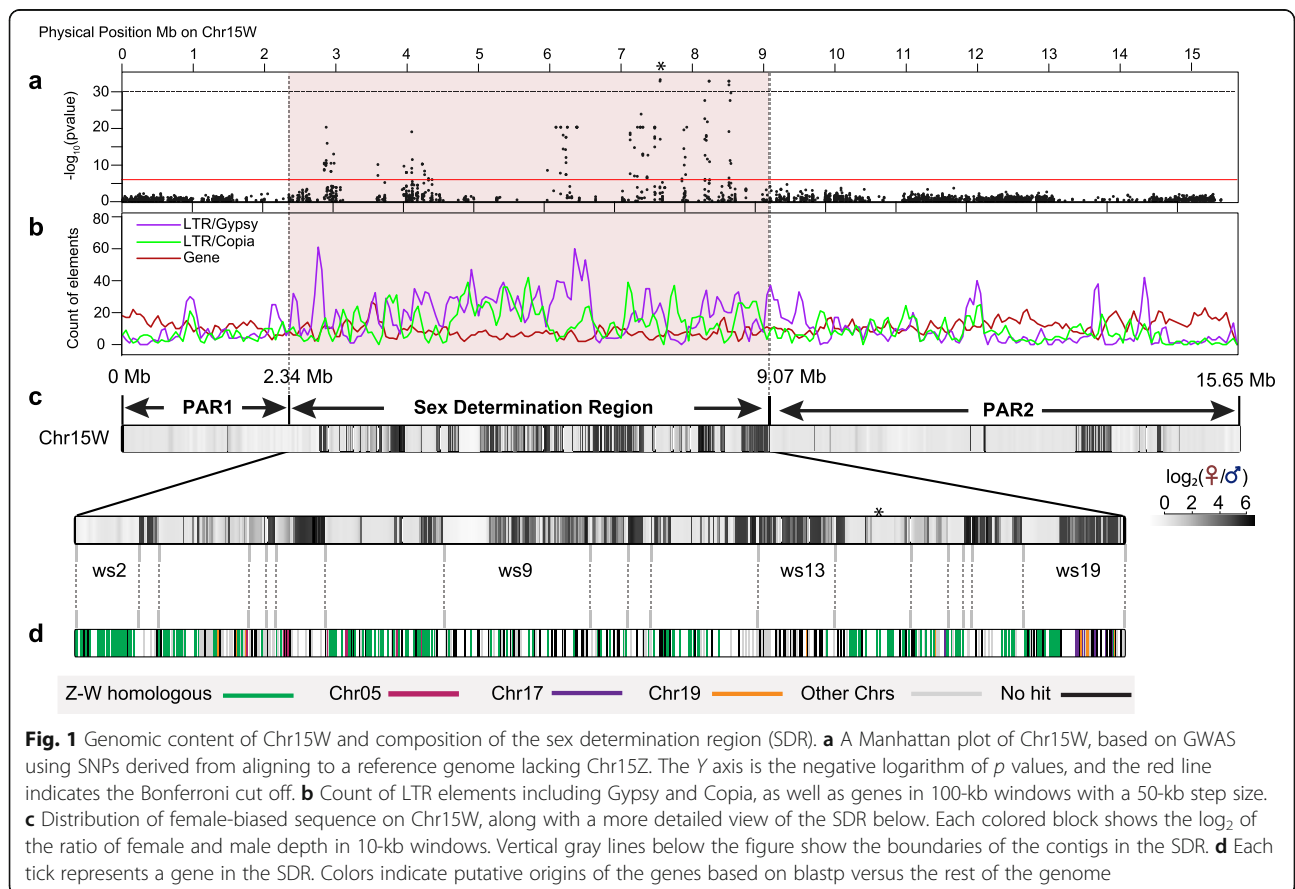 Physical Position Mb on Chr15W
0 1 2 3 4 5 6 7 8 9 10 11 12 13 14 15
*
a
-log10(pvalue)
30
20
10
0
b
Count of elements
80
60
40
20
0
LTR/Gypsy
LTR/Copia
Gene
0 Mb 2.34 Mb 9.07 Mb 15.65 Mb
c
PAR1 Sex Determination Region PAR2
Chr15W
log2(♀/♂)
0 2 4 6
*
ws2 ws9 ws13 ws19
d
Z-W homologous Chr05 Chr17 Chr19 Other Chrs No hit
Fig. 1 Genomic content of Chr15W and composition of the sex determination region (SDR). a A Manhattan plot of Chr15W, based on GWAS
using SNPs derived from aligning to a reference genome lacking Chr15Z. The Y axis is the negative logarithm of p values, and the red line
indicates the Bonferroni cut off. b Count of LTR elements including Gypsy and Copia, as well as genes in 100-kb windows with a 50-kb step size.
c Distribution of female-biased sequence on Chr15W, along with a more detailed view of the SDR below. Each colored block shows the log2 of
the ratio of female and male depth in 10-kb windows. Vertical gray lines below the figure show the boundaries of the contigs in the SDR. d Each
tick represents a gene in the SDR. Colors indicate putative origins of the genes based on blastp versus the rest of the genome